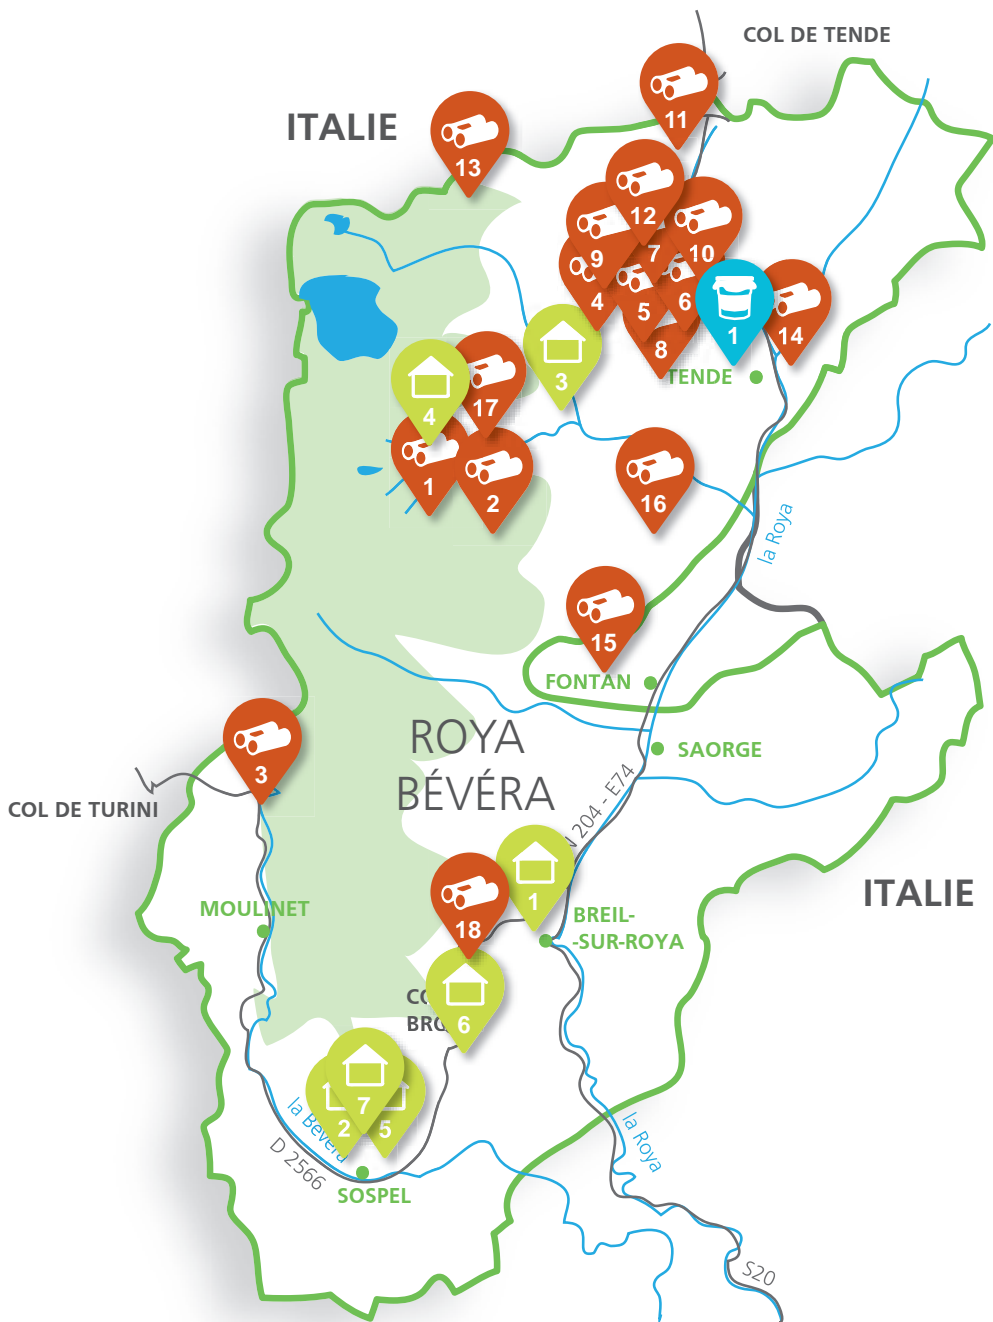 COL DE TENDE
ITALIE
11
13
12
9
7
10
4
5
6
1
14
8
3
TENDE
4
17
1
2
16
la Roya
15
FONTAN
ROYA
BÉVÉRA
SAORGE
3
COL DE TURINI
N 204 - E74
ITALIE
1
MOULINET
18
BREIL-
-SUR-ROYA
6
7
2
5
la Bévéra
D 2566
SOSPEL
la Roya
S20